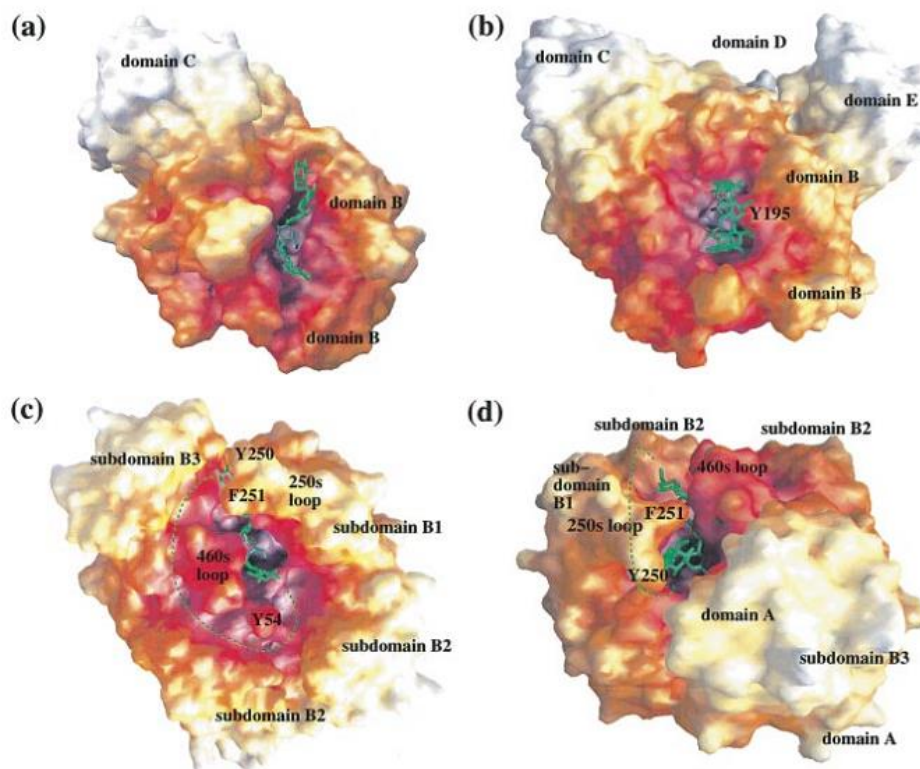 (a)
domain C
domain B
domain B
(b)
domain D
domain C
domain E
domain B
Y195
domain B
(c)
subdomain B3
Y250
250s
loop
F251
subdomain B1
460s
loop
Y54
subdomain B2
subdomain B2
(d)
subdomain B2
subdomain B2
sub-
domain
B1
460s loop
F251
250s loop
Y250
domain A
subdomain B3
domain A